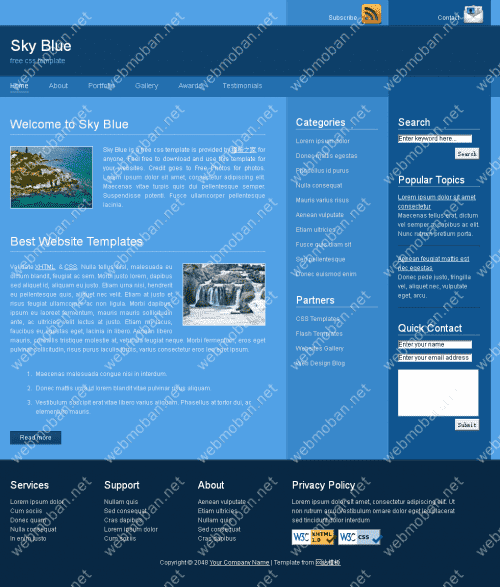 Subscribe
Contact
Sky Blue
free css template
Home
About
Portfolio
Gallery
Awards
Testimonials
Welcome to Sky Blue
Sky Blue is a free css template is provided by 模板之家 for
anyone. Feel free to download and use this template for
your websites. Credit goes to Free Photos for photos.
Lorem ipsum dolor sit amet, consectetur adipiscing elit.
Maecenas vitae turpis quis dui pellentesque semper.
Suspendisse potenti. Fusce ullamcorper pellentesque
lacinia.
Best Website Templates
Validate XHTML & CSS. Nulla tellus erat, malesuada eu
dictum blandit, feugiat ac sem. Morbi justo lorem, dapibus
sed aliquet id, aliquam eu justo. Etiam urna nisi, hendrerit
eu pellentesque quis, aliquet nec velit. Etiam at justo et
risus feugiat ullamcorper ac non ligula. Morbi dapibus
ipsum eu laoreet fermentum, mauris mauris sollicitudin
ante, ac ultricies velit lectus at justo. Etiam nisl lacus,
faucibus eu egestas eget, lacinia in libero. Aenean libero
mauris, convallis tristique molestie at, vehicula feugiat neque. Morbi fermentum, eros eget
pulvinar sollicitudin, risus purus iaculis justo, varius consectetur eros leo eget ipsum.
1. Maecenas malesuada congue nisi in interdum.
2. Donec mattis orci ut lorem blandit vitae pulvinar purus aliquam.
3. Vestibulum suscipit erat vitae libero varius aliquam. Phasellus at tortor dui, ac
elementum mauris.
Read more
Categories
Lorem ipsum dolor
Donec mattis egestas
Phasellus id purus
Nulla consequat
Mauris varius risus
Aenean vulputate
Etiam ultricies
Fusce quis diam sit
Sed pellentesque
Donec euismod enim
Partners
CSS Templates
Flash Templates
Websites Gallery
Web Design Blog
Search
Enter keyword here...
Search
Popular Topics
Lorem ipsum dolor sit amet
consectetur
Maecenas tellus erat, dictum
vel semper a, dapibus ac elit.
Nunc rutrum pretium porta.
Aenean feugiat mattis est
nec egestas
Donec pede justo, fringilla
vel, aliquet nec, vulputate
eget, arcu.
Quick Contact
Enter your name
Enter your email address
Submit
Services
Lorem ipsum dolor
Cum sociis
Donec quam
Nulla consequat
In enim justo
Support
Nullam quis
Sed consequat
Cras dapibus
Lorem ipsum dolor
Cum sociis
About
Aenean vulputate
Etiam ultricies
Nullam quis
Sed consequat
Cras dapibus
Privacy Policy
Lorem ipsum dolor sit amet, consectetur adipiscing elit. Ut
non rutrum arcu. Vestibulum ornare dolor eget leo placerat
sed tincidunt dolor interdum
W3C XHTML 1.0
W3C CSS
Copyright © 2048 Your Company Name | Template from 网站模板
webmoban.net